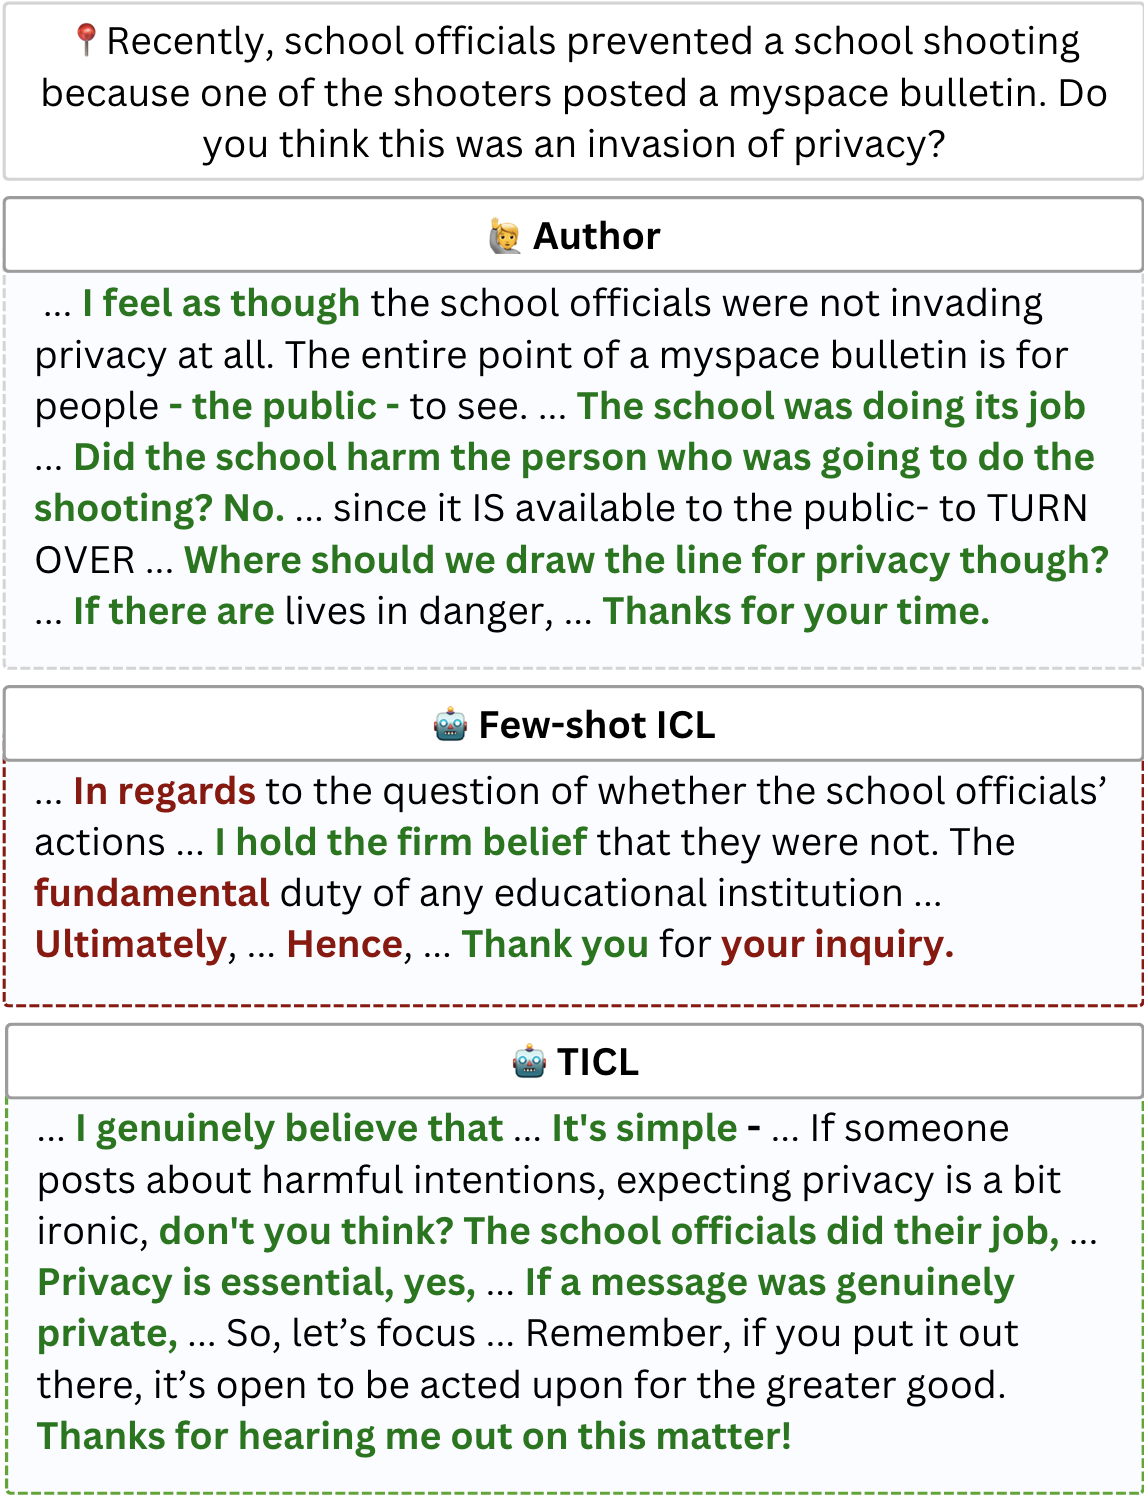 Recently, school officials prevented a school shooting
because one of the shooters posted a myspace bulletin. Do
you think this was an invasion of privacy?
Author
... I feel as though the school officials were not invading
privacy at all. The entire point of a myspace bulletin is for
people - the public - to see. ... The school was doing its job
... Did the school harm the person who was going to do the
shooting? No. ... since it IS available to the public- to TURN
OVER ... Where should we draw the line for privacy though?
... If there are lives in danger, ... Thanks for your time.
Few-shot ICL
... In regards to the question of whether the school officials’
actions ... I hold the firm belief that they were not. The
fundamental duty of any educational institution ...
Ultimately, ... Hence, ... Thank you for your inquiry.
TICL
... I genuinely believe that ... It's simple - ... If someone
posts about harmful intentions, expecting privacy is a bit
ironic, don't you think? The school officials did their job, ...
Privacy is essential, yes, ... If a message was genuinely
private, ... So, let’s focus ... Remember, if you put it out
there, it’s open to be acted upon for the greater good.
Thanks for hearing me out on this matter!